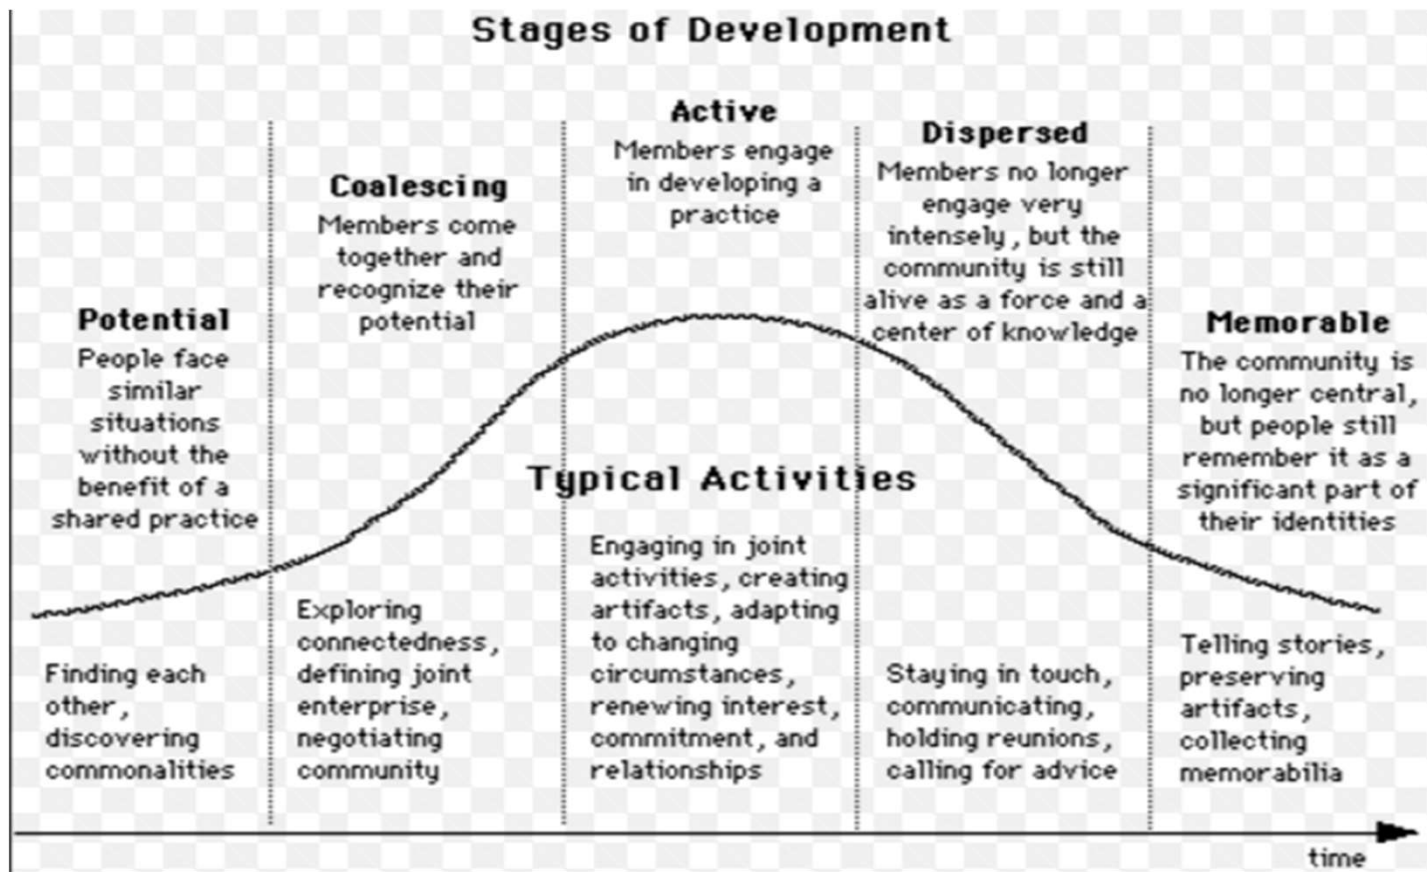 Stages of Development
Potential
People face
similar
situations
without the
benefit of a
shared practice
Coalescing
Members come
together and
recognize their
potential
Active
Members engage
in developing a
practice
Dispersed
Members no longer
engage very
intensely, but the
community is still
alive as a force and a
center of knowledge
Memorable
The community is
no longer central,
but people still
remember it as a
significant part of
their identities
Typical Activities
Finding each
other,
discovering
commonalities
Exploring
connectedness,
defining joint
enterprise,
negotiating
community
Engaging in joint
activities, creating
artifacts, adapting
to changing
circumstances,
renewing interest,
commitment, and
relationships
Staying in touch,
communicating,
holding reunions,
calling for advice
Telling stories,
preserving
artifacts,
collecting
memorabilia
time